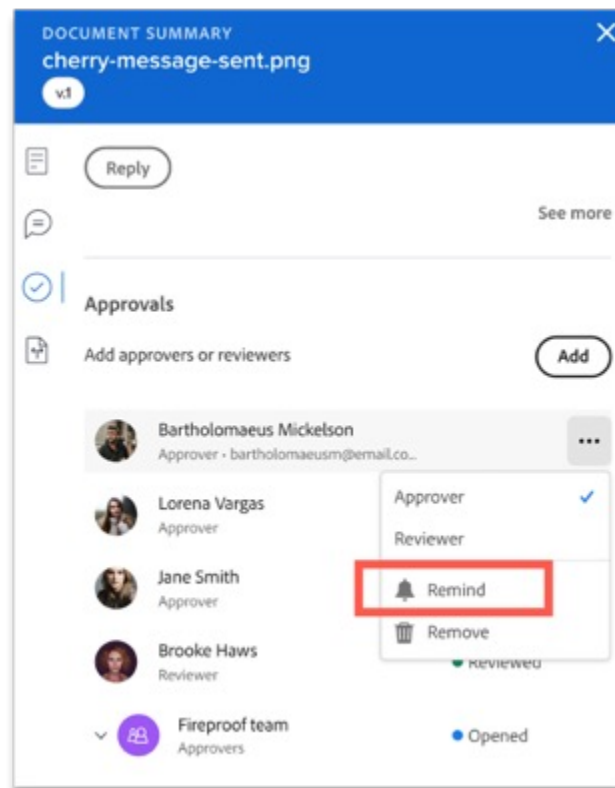 DOCUMENT SUMMARY
cherry-message-sent.png
v.1
Reply
See more
Approvals
Add approvers or reviewers
Add
Bartholomaeus Mickelson
Approver • bartholomaeusm@email.co...
Lorena Vargas
Approver
Approver
Reviewer
Jane Smith
Approver
Remind
Remove
Brooke Haws
Reviewer
Reviewed
Fireproof team
Approvers
Opened